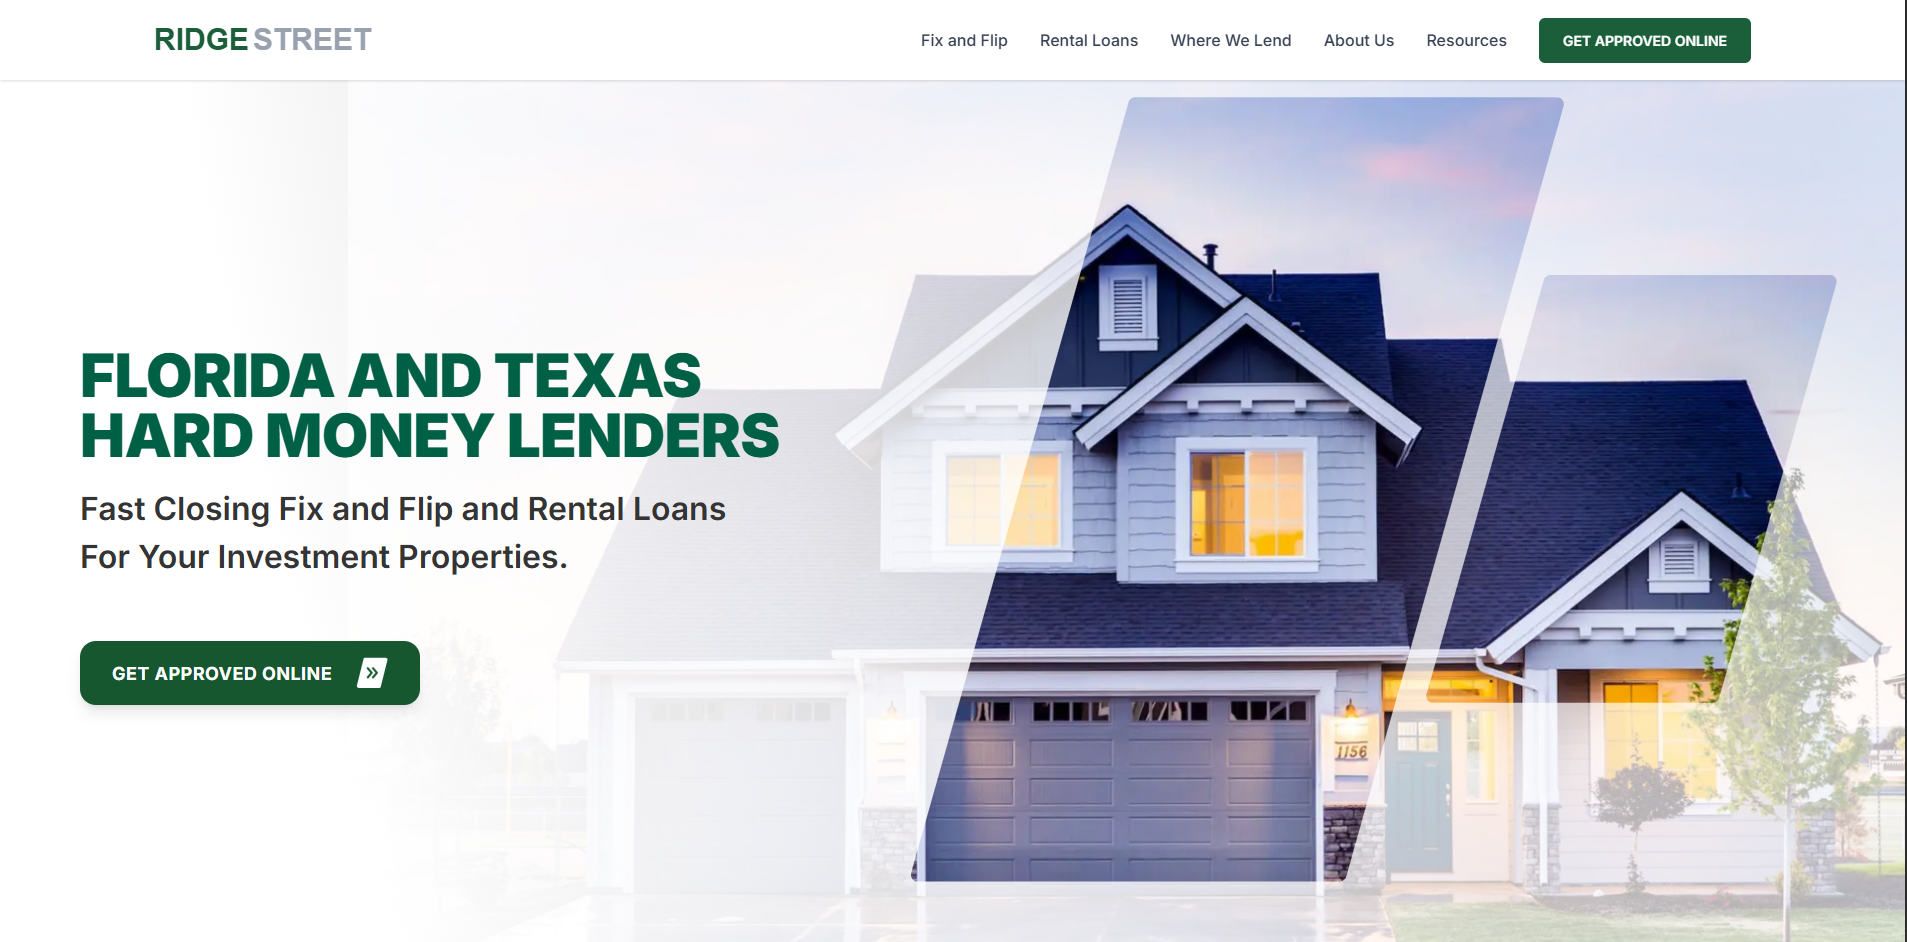 RIDGE STREET
Fix and Flip
Rental Loans
Where We Lend
About Us
Resources
GET APPROVED ONLINE
FLORIDA AND TEXAS
HARD MONEY LENDERS
Fast Closing Fix and Flip and Rental Loans
For Your Investment Properties.
GET APPROVED ONLINE
1156